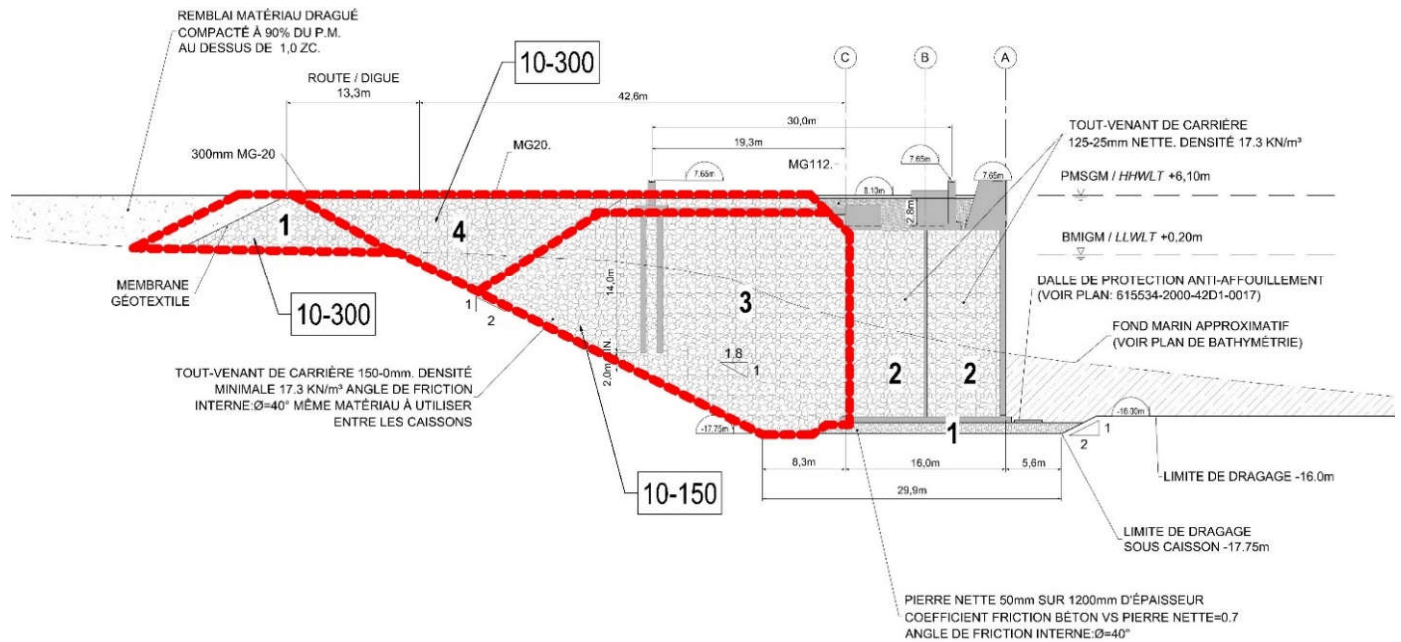 REMBLAI MATÉRIAU DRAGUÉ
COMPACTÉ À 90% DU P.M.
AU DESSUS DE 1,0 ZC.
10-300
ROUTE / DIGUE
13,3m
42,6m
C
B
A
30,0m
19,3m
TOUT-VENANT DE CARRIÈRE
125-25mm NETTE. DENSITÉ 17.3 KN/m³
300mm MG-20
MG20.
MG112.
7.65m
7.65m
7.65m
8.10m
2.8m
PMSGM / HHWLT +6,10m
BMIGM / LLWLT +0,20m
1
4
MEMBRANE
GÉOTEXTILE
10-300
14,0m
2,0m
1
2
3
1.8
1
2
2
DALLE DE PROTECTION ANTI-AFFOUILLEMENT
(VOIR PLAN: 615534-2000-42D1-0017)
FOND MARIN APPROXIMATIF
(VOIR PLAN DE BATHYMÉTRIE)
TOUT-VENANT DE CARRIÈRE 150-0mm. DENSITÉ
MINIMALE 17.3 KN/m³ ANGLE DE FRICTION
INTERNE:Ø=40° MÊME MATÉRIAU À UTILISER
ENTRE LES CAISSONS
-17.75m
1
-16.00m
1
2
10-150
8,3m
16,0m
5,6m
29,9m
LIMITE DE DRAGAGE -16.0m
LIMITE DE DRAGAGE
SOUS CAISSON -17.75m
PIERRE NETTE 50mm SUR 1200mm D'ÉPAISSEUR
COEFFICIENT FRICTION BÉTON VS PIERRE NETTE=0.7
ANGLE DE FRICTION INTERNE:Ø=40°